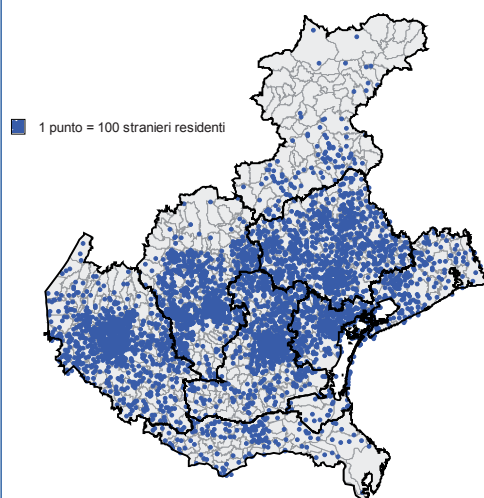 1 punto = 100 stranieri residenti